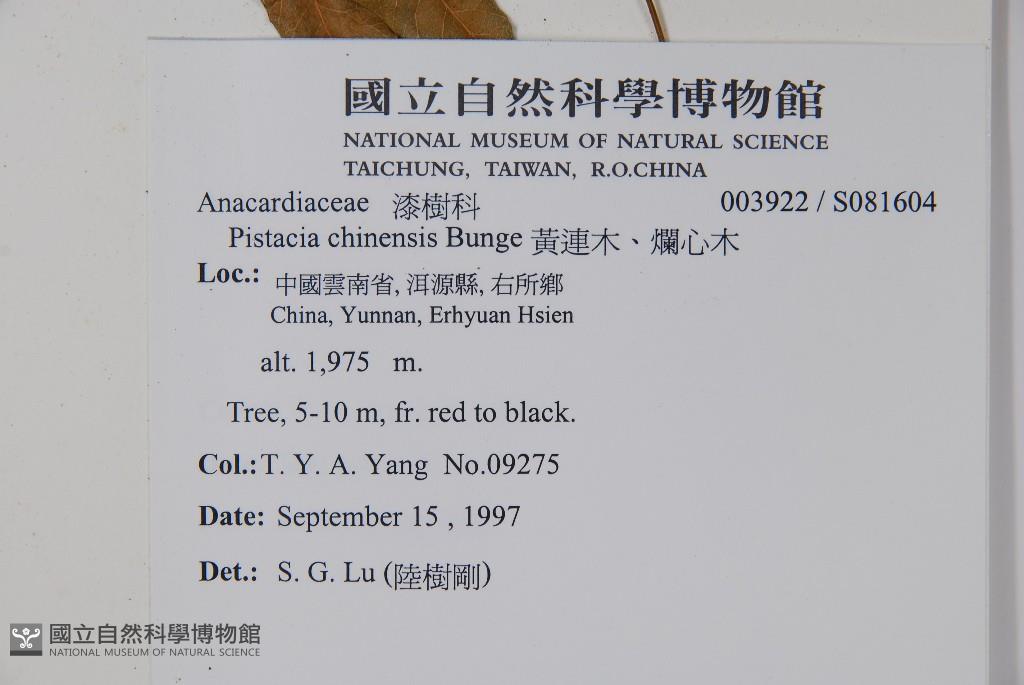 國立自然科學博物館
NATIONAL MUSEUM OF NATURAL SCIENCE
TAICHUNG, TAIWAN, R.O.CHINA
Anacardiaceae 漆樹科 003922 / S081604
Pistacia chinensis Bunge 黃連木、爛心木
Loc.: 中國雲南省, 洱源縣, 右所鄉
China, Yunnan, Erhyuan Hsien
alt. 1,975 m.
Tree, 5-10 m, fr. red to black.
Col.: T. Y. A. Yang No.09275
Date: September 15 , 1997
Det.: S. G. Lu (陸樹剛)
國立自然科學博物館
NATIONAL MUSEUM OF NATURAL SCIENCE